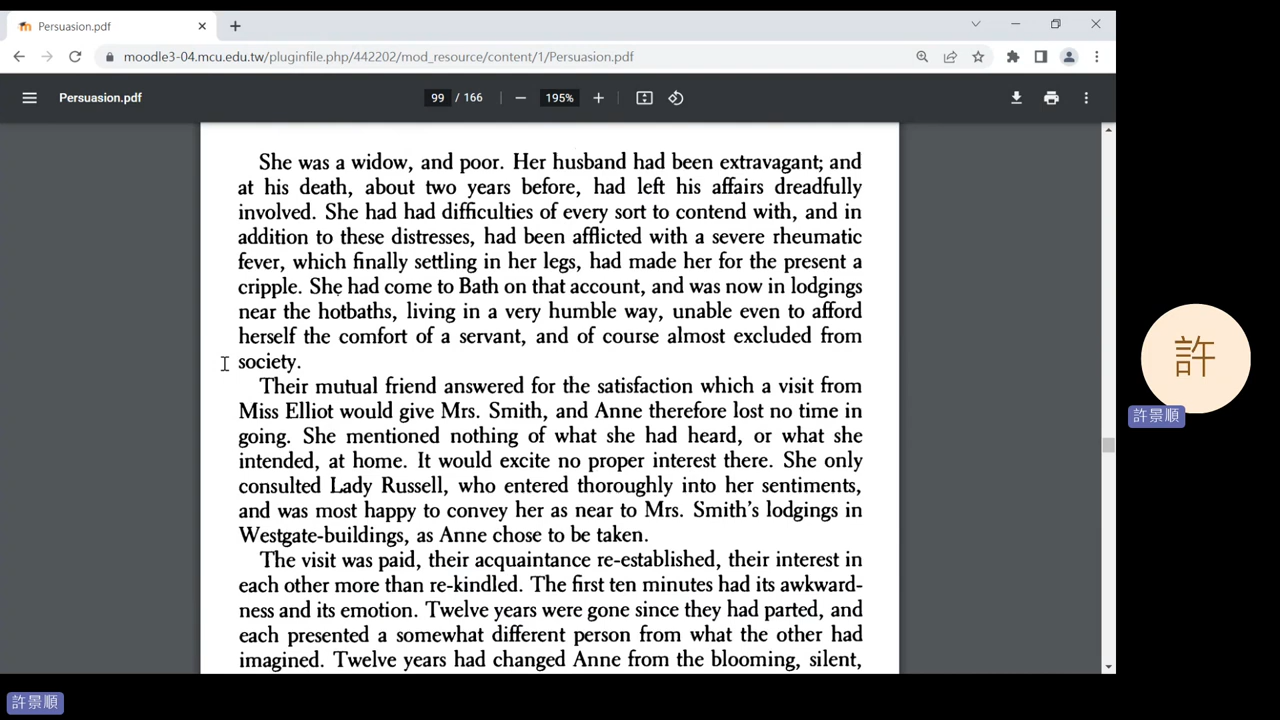 Persuasion.pdf
moodle3-04.mcu.edu.tw/pluginfile.php/442202/mod_resource/content/1/Persuasion.pdf
Persuasion.pdf
99 / 166
195%
She was a widow, and poor. Her husband had been extravagant; and
at his death, about two years before, had left his affairs dreadfully
involved. She had had difficulties of every sort to contend with, and in
addition to these distresses, had been afflicted with a severe rheumatic
fever, which finally settling in her legs, had made her for the present a
cripple. She had come to Bath on that account, and was now in lodgings
near the hotbaths, living in a very humble way, unable even to afford
herself the comfort of a servant, and of course almost excluded from
society.
Their mutual friend answered for the satisfaction which a visit from
Miss Elliot would give Mrs. Smith, and Anne therefore lost no time in
going. She mentioned nothing of what she had heard, or what she
intended, at home. It would excite no proper interest there. She only
consulted Lady Russell, who entered thoroughly into her sentiments,
and was most happy to convey her as near to Mrs. Smith's lodgings in
Westgate-buildings, as Anne chose to be taken.
The visit was paid, their acquaintance re-established, their interest in
each other more than re-kindled. The first ten minutes had its awkward-
ness and its emotion. Twelve years were gone since they had parted, and
each presented a somewhat different person from what the other had
imagined. Twelve years had changed Anne from the blooming, silent,
許
許景順
許景順